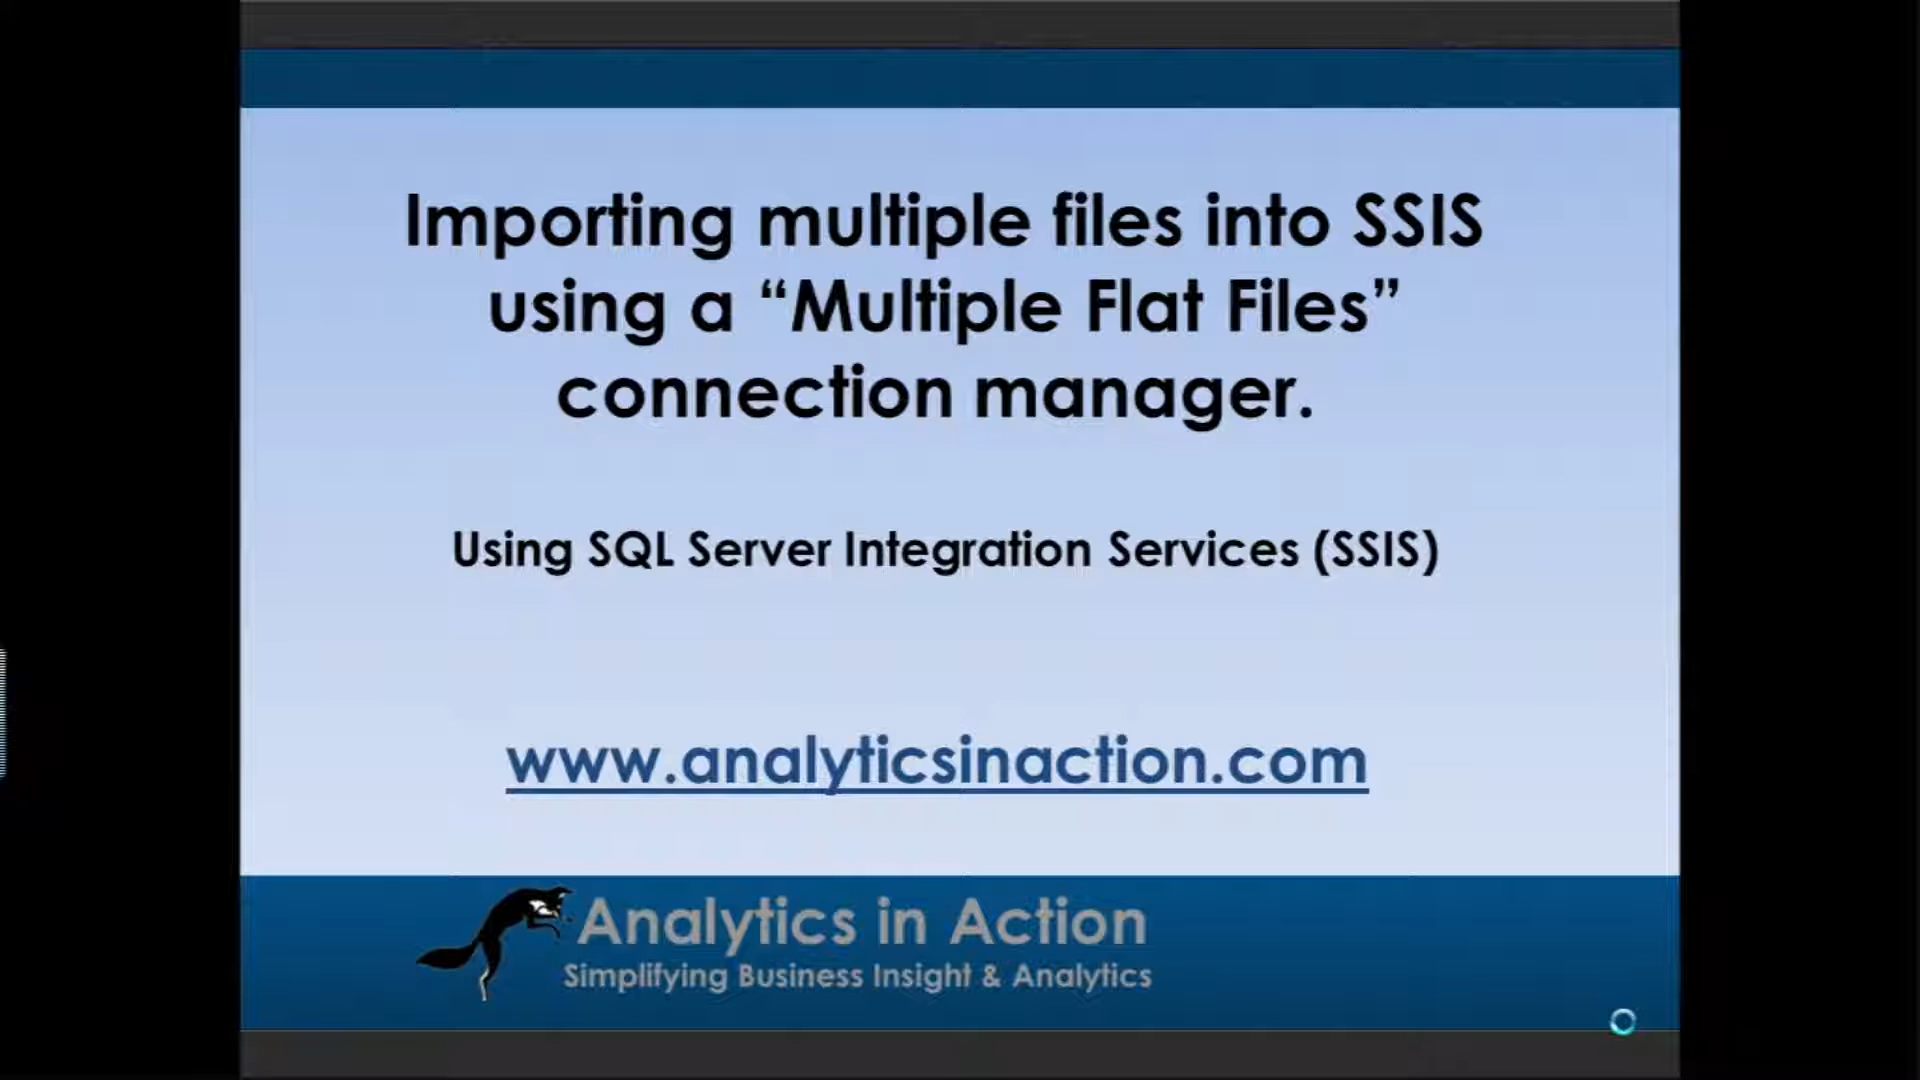 Importing multiple files into SSIS
using a “Multiple Flat Files”
connection manager.
Using SQL Server Integration Services (SSIS)
www.analyticsinaction.com
Analytics in Action
Simplifying Business Insight & Analytics